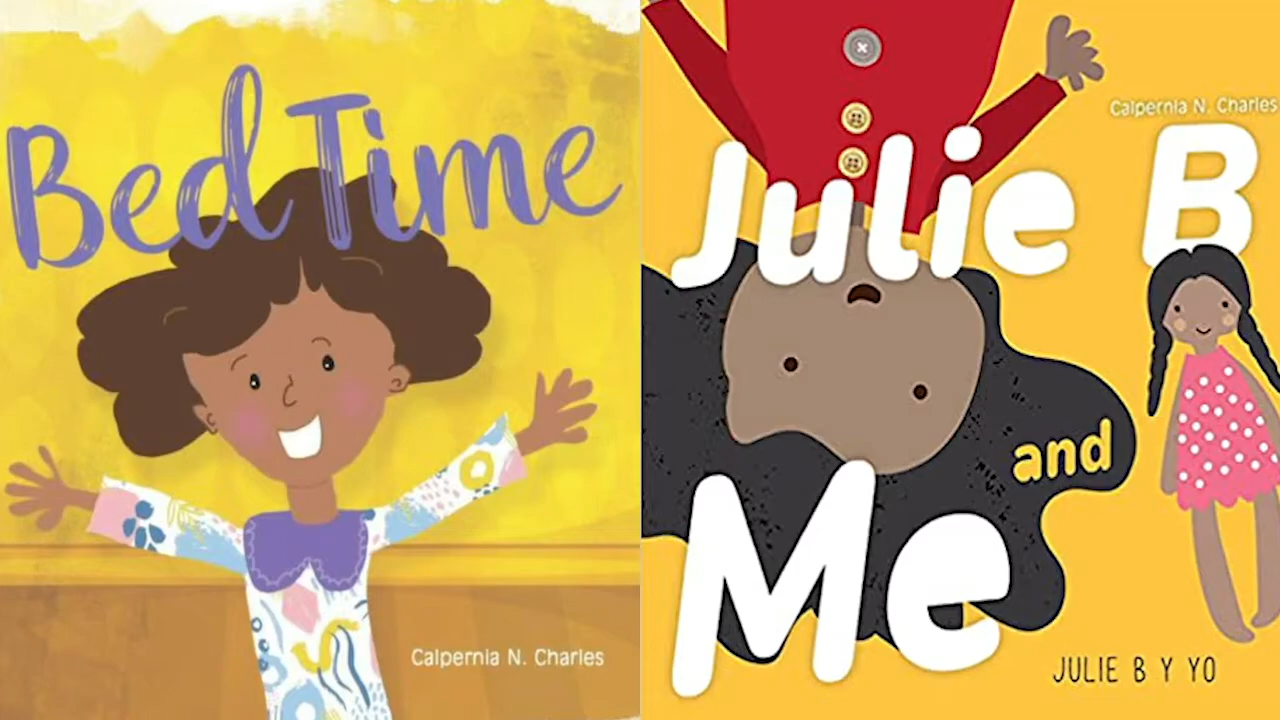 Bed Time
Calpernia N. Charles
Calpernia N. Charles
Julie B
and
Me
JULIE B Y YO